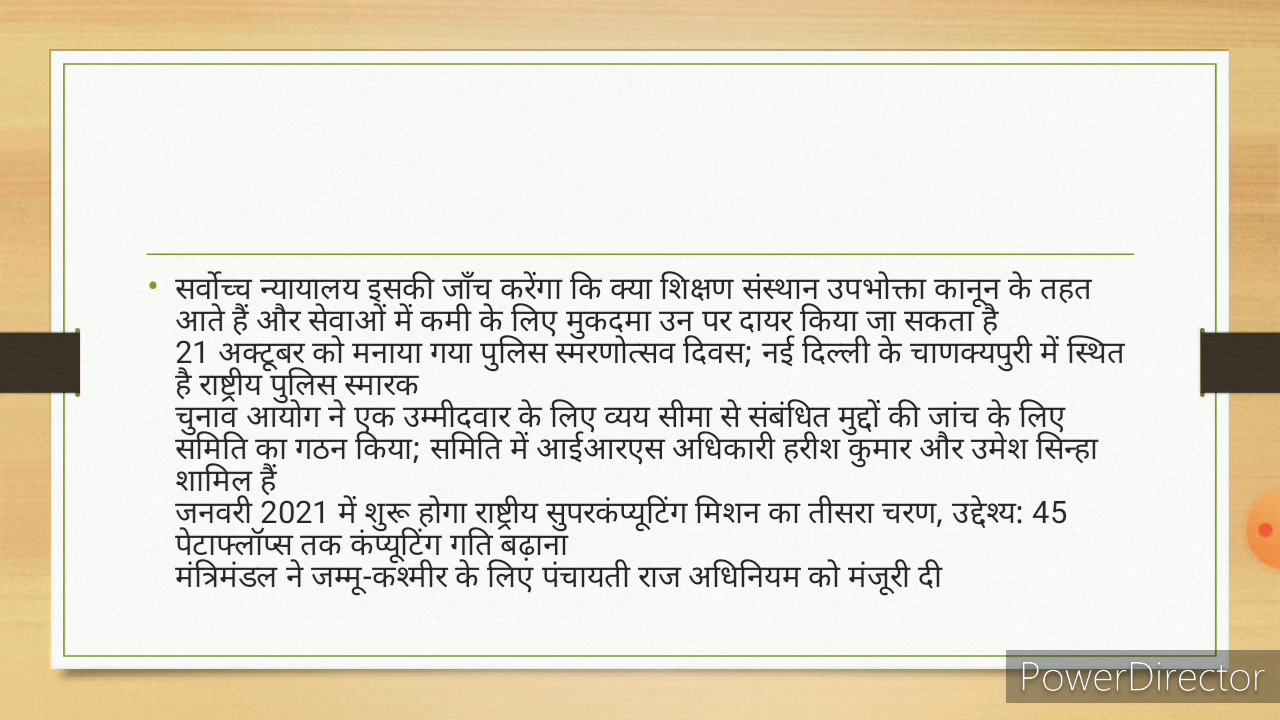 • सर्वोच्च न्यायालय इसकी जाँच करेंगा कि क्या शिक्षण संस्थान उपभोक्ता कानून के तहत
आते हैं और सेवाओं में कमी के लिए मुकदमा उन पर दायर किया जा सकता है
21 अक्टूबर को मनाया गया पुलिस स्मरणोत्सव दिवस; नई दिल्ली के चाणक्यपुरी में स्थित
है राष्ट्रीय पुलिस स्मारक
चुनाव आयोग ने एक उम्मीदवार के लिए व्यय सीमा से संबंधित मुद्दों की जांच के लिए
समिति का गठन किया; समिति में आईआरएस अधिकारी हरीश कुमार और उमेश सिन्हा
शामिल हैं
जनवरी 2021 में शुरू होगा राष्ट्रीय सुपरकंप्यूटिंग मिशन का तीसरा चरण, उद्देश्य: 45
पेटाफ्लॉप्स तक कंप्यूटिंग गति बढ़ाना
मंत्रिमंडल ने जम्मू-कश्मीर के लिए पंचायती राज अधिनियम को मंजूरी दी
PowerDirector